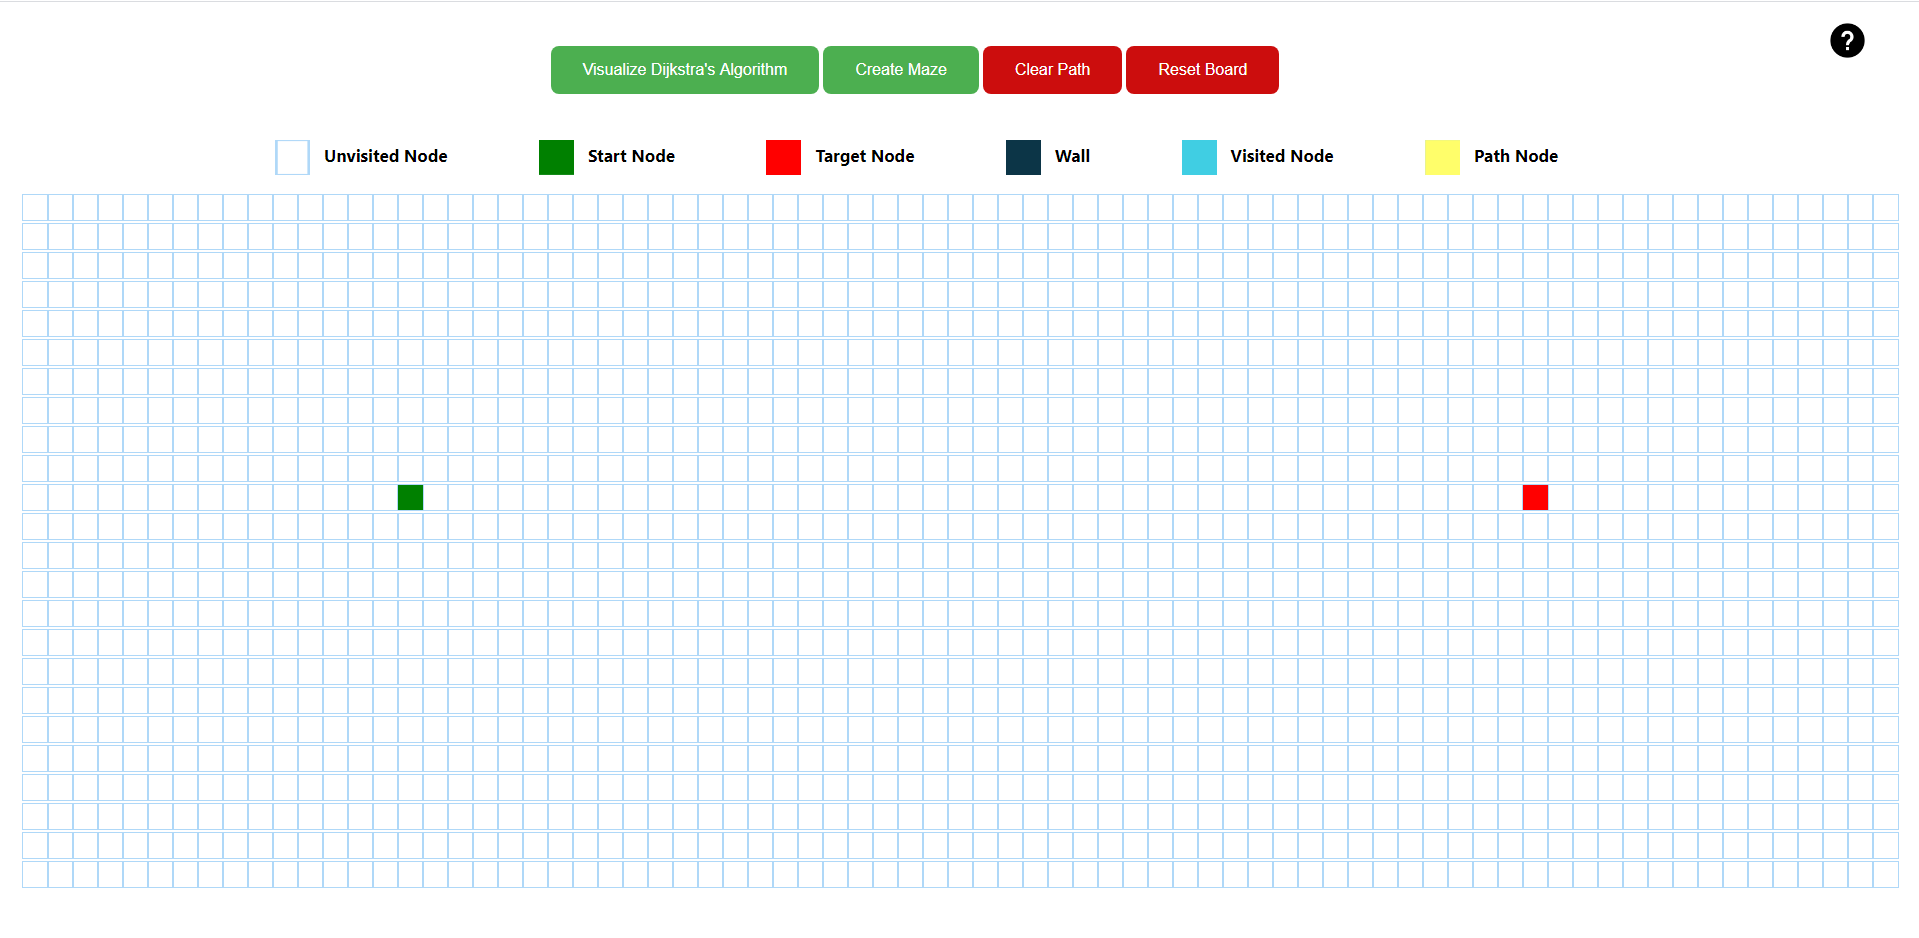 ?
Visualize Dijkstra's Algorithm Create Maze Clear Path Reset Board
Unvisited Node Start Node Target Node Wall Visited Node Path Node